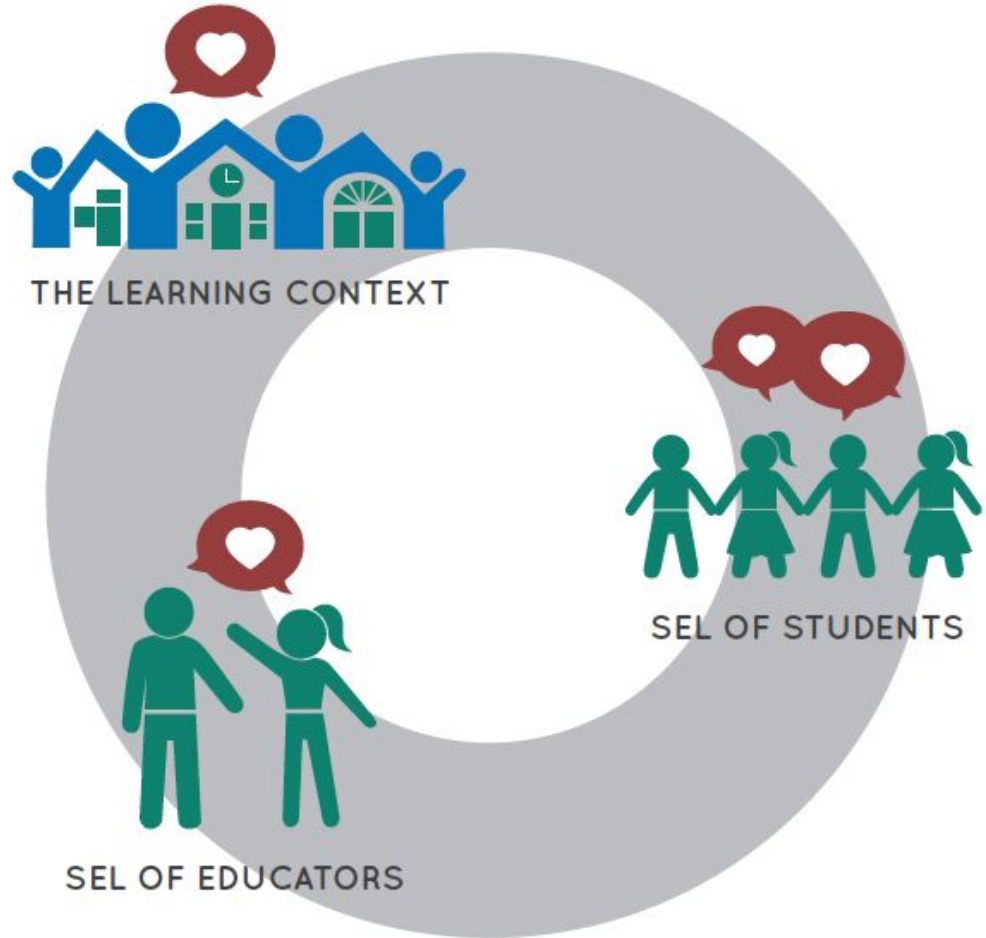 THE LEARNING CONTEXT
SEL OF STUDENTS
SEL OF EDUCATORS